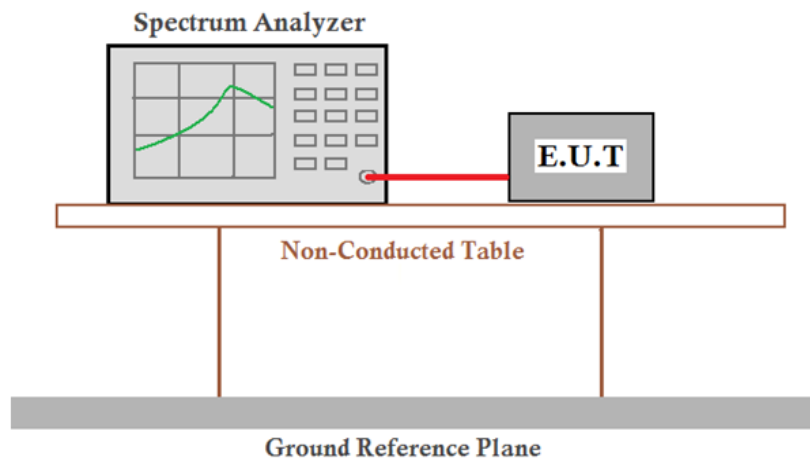 Spectrum Analyzer
E.U.T
Non-Conducted Table
Ground Reference Plane